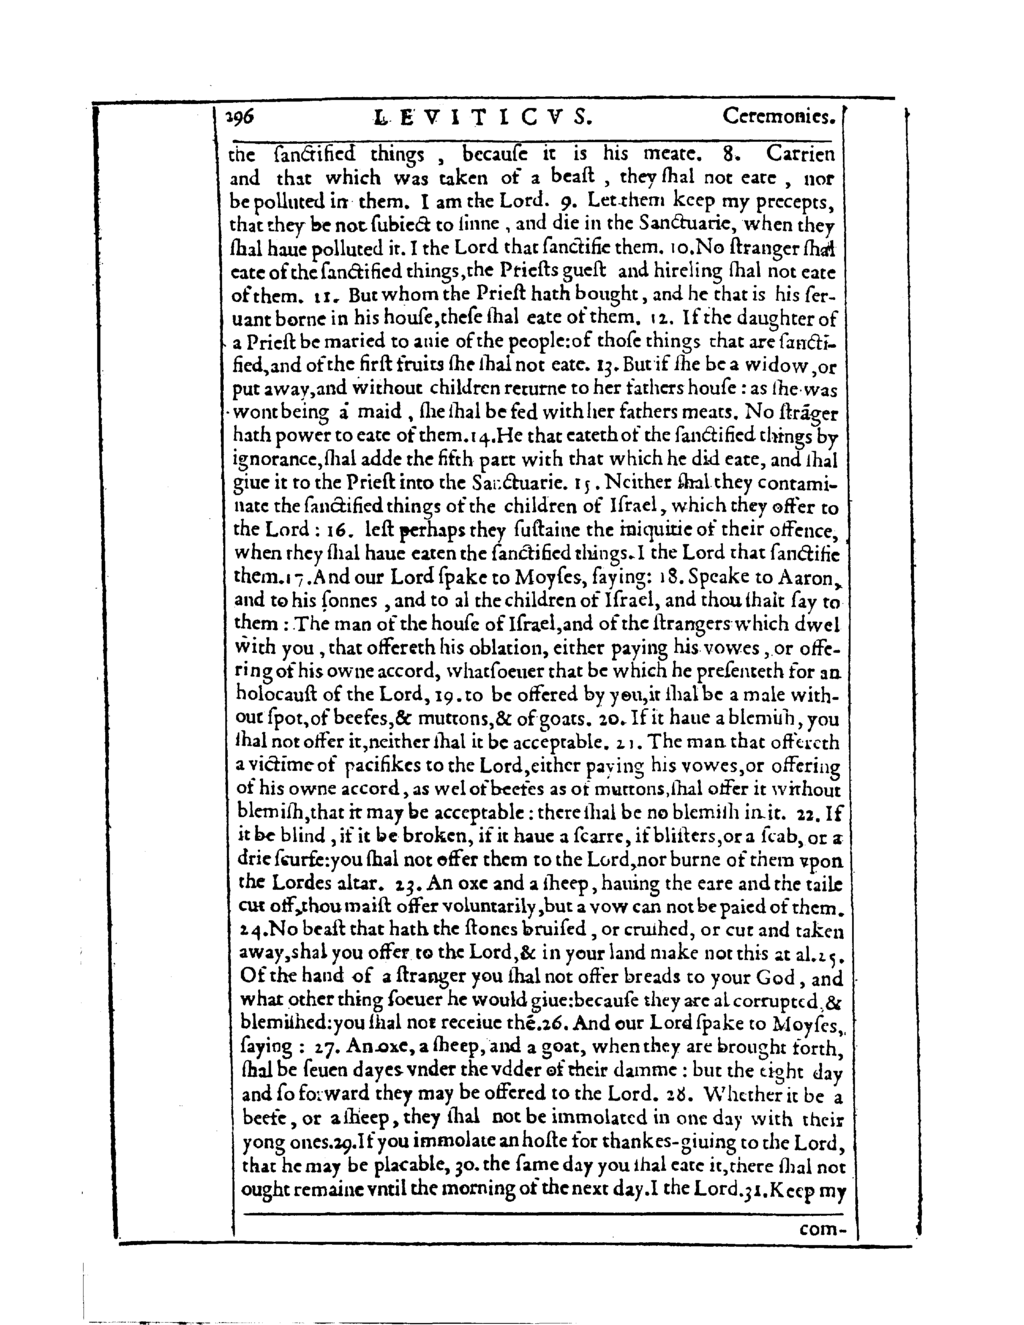 296 LEVITICVS. Ceremonies.
the ſanctified things , becauſe it is his meate. 8. Carrien
and that which was taken of a beaſt , they ſhal not eate , nor
be polluted in them. I am the Lord. 9. Let them keep my precepts,
that they be not ſubiect to ſinne , and die in the Sanctuarie, when they
ſhal haue polluted it. I the Lord that ſanctifie them. 10.No ſtranger ſhal
eate of the ſanctified things,the Prieſts gueſt and hireling ſhal not eate
of them. 11. But whom the Prieſt hath bought, and he that is his ſer-
uant borne in his houſe,theſe ſhal eate of them. 12. If the daughter of
a Prieſt be maried to anie of the people:of thoſe things that are ſancti-
fied,and of the firſt fruits ſhe ſhal not eate. 13. But if ſhe be a widow,or
put away,and without children returne to her fathers houſe : as ſhe was
wont being a maid , ſhe ſhal be fed with her fathers meats. No ſtrãger
hath power to eate of them.14.He that eateth of the ſanctified things by
ignorance,ſhal adde the fifth part with that which he did eate, and ſhal
giue it to the Prieſt into the Sanctuarie. 15. Neither ſhal they contami-
nate the ſanctified things of the children of Iſrael, which they offer to
the Lord : 16. leſt perhaps they ſuſtaine the iniquitie of their offence,
when they ſhal haue eaten the ſanctified things. I the Lord that ſanctifie
them.17.And our Lord ſpake to Moyſes, ſaying: 18. Speake to Aaron,
and to his ſonnes , and to al the children of Iſrael, and thou ſhalt ſay to
them : The man of the houſe of Iſrael,and of the ſtrangers which dwel
with you , that offereth his oblation, either paying his vowes , or offe-
ring of his owne accord, whatſoeuer that be which he preſenteth for an
holocauſt of the Lord, 19. to be offered by you,it ſhal be a male with-
out ſpot,of beefes,& muttons,& of goats. 20. If it haue a blemiſh, you
ſhal not offer it,neither ſhal it be acceptable. 21. The man that offereth
a victime of pacifikes to the Lord,either paying his vowes,or offering
of his owne accord, as wel of beefes as of muttons,ſhal offer it without
blemiſh,that it may be acceptable : there ſhal be no blemiſh in it. 22. If
it be blind , if it be broken, if it haue a ſcarre, if bliſters,or a ſcab, or a
drie ſcurfe:you ſhal not offer them to the Lord,nor burne of them vpon
the Lordes altar. 23. An oxe and a ſheep, hauing the eare and the taile
cut off,thou maiſt offer voluntarily,but a vow can not be paied of them.
24.No beaſt that hath the ſtones bruiſed , or cruſhed, or cut and taken
away,shal you offer to the Lord,& in your land make not this at al.25.
Of the hand of a ſtranger you ſhal not offer breads to your God, and
what other thing ſoeuer he would giue:becauſe they are al corrupted,&
blemiſhed:you ſhal not receiue thẽ.26. And our Lord ſpake to Moyſes,
ſaying : 27. An oxe, a ſheep, and a goat, when they are brought forth,
ſhal be ſeuen dayes vnder the vdder of their damme : but the eight day
and ſo forward they may be offered to the Lord. 28. Whether it be a
beefe, or a ſheep, they ſhal not be immolated in one day with their
yong ones.29.If you immolate an hoſte for thankes-giuing to the Lord,
that he may be placable, 30. the ſame day you ſhal eate it,there ſhal not
ought remaine vntil the morning of the next day.I the Lord.31.Keep my
com-